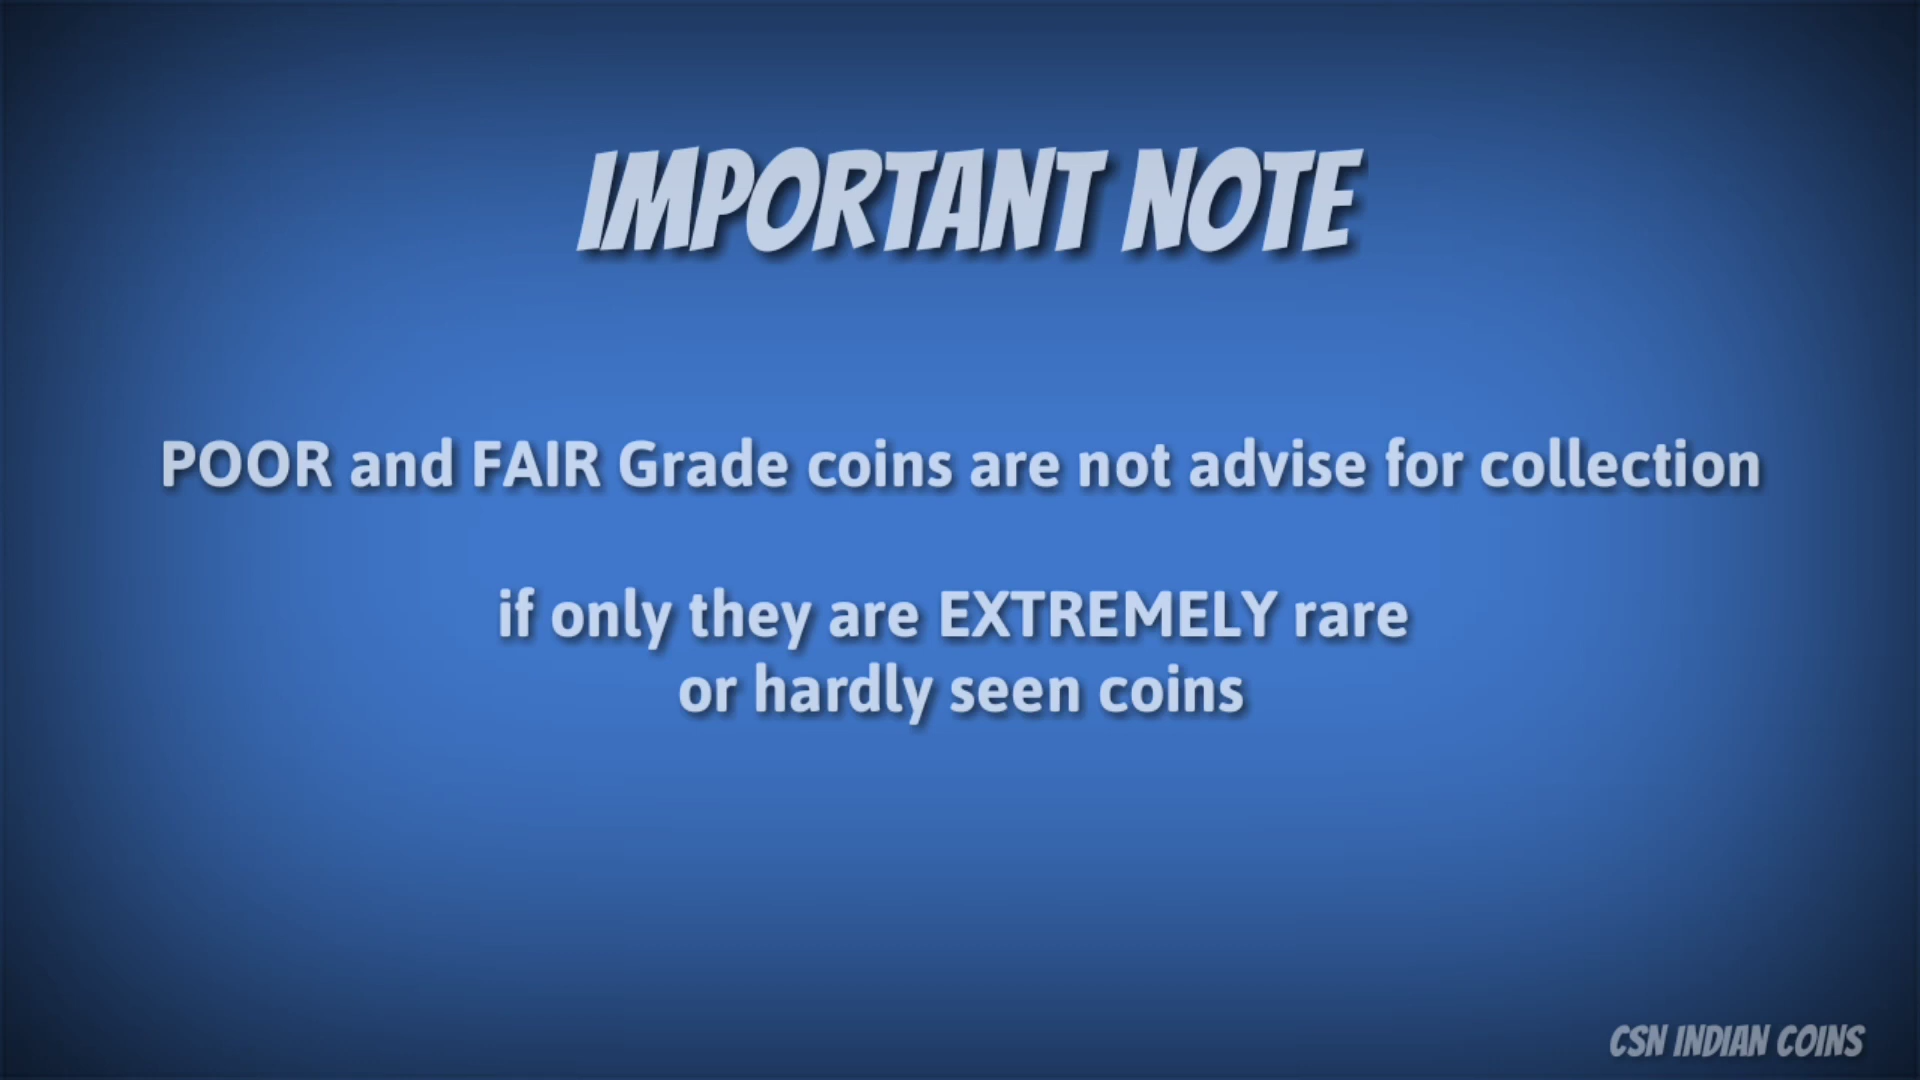 IMPORTANT NOTE
POOR and FAIR Grade coins are not advise for collection
if only they are EXTREMELY rare
or hardly seen coins
CSN INDIAN COINS